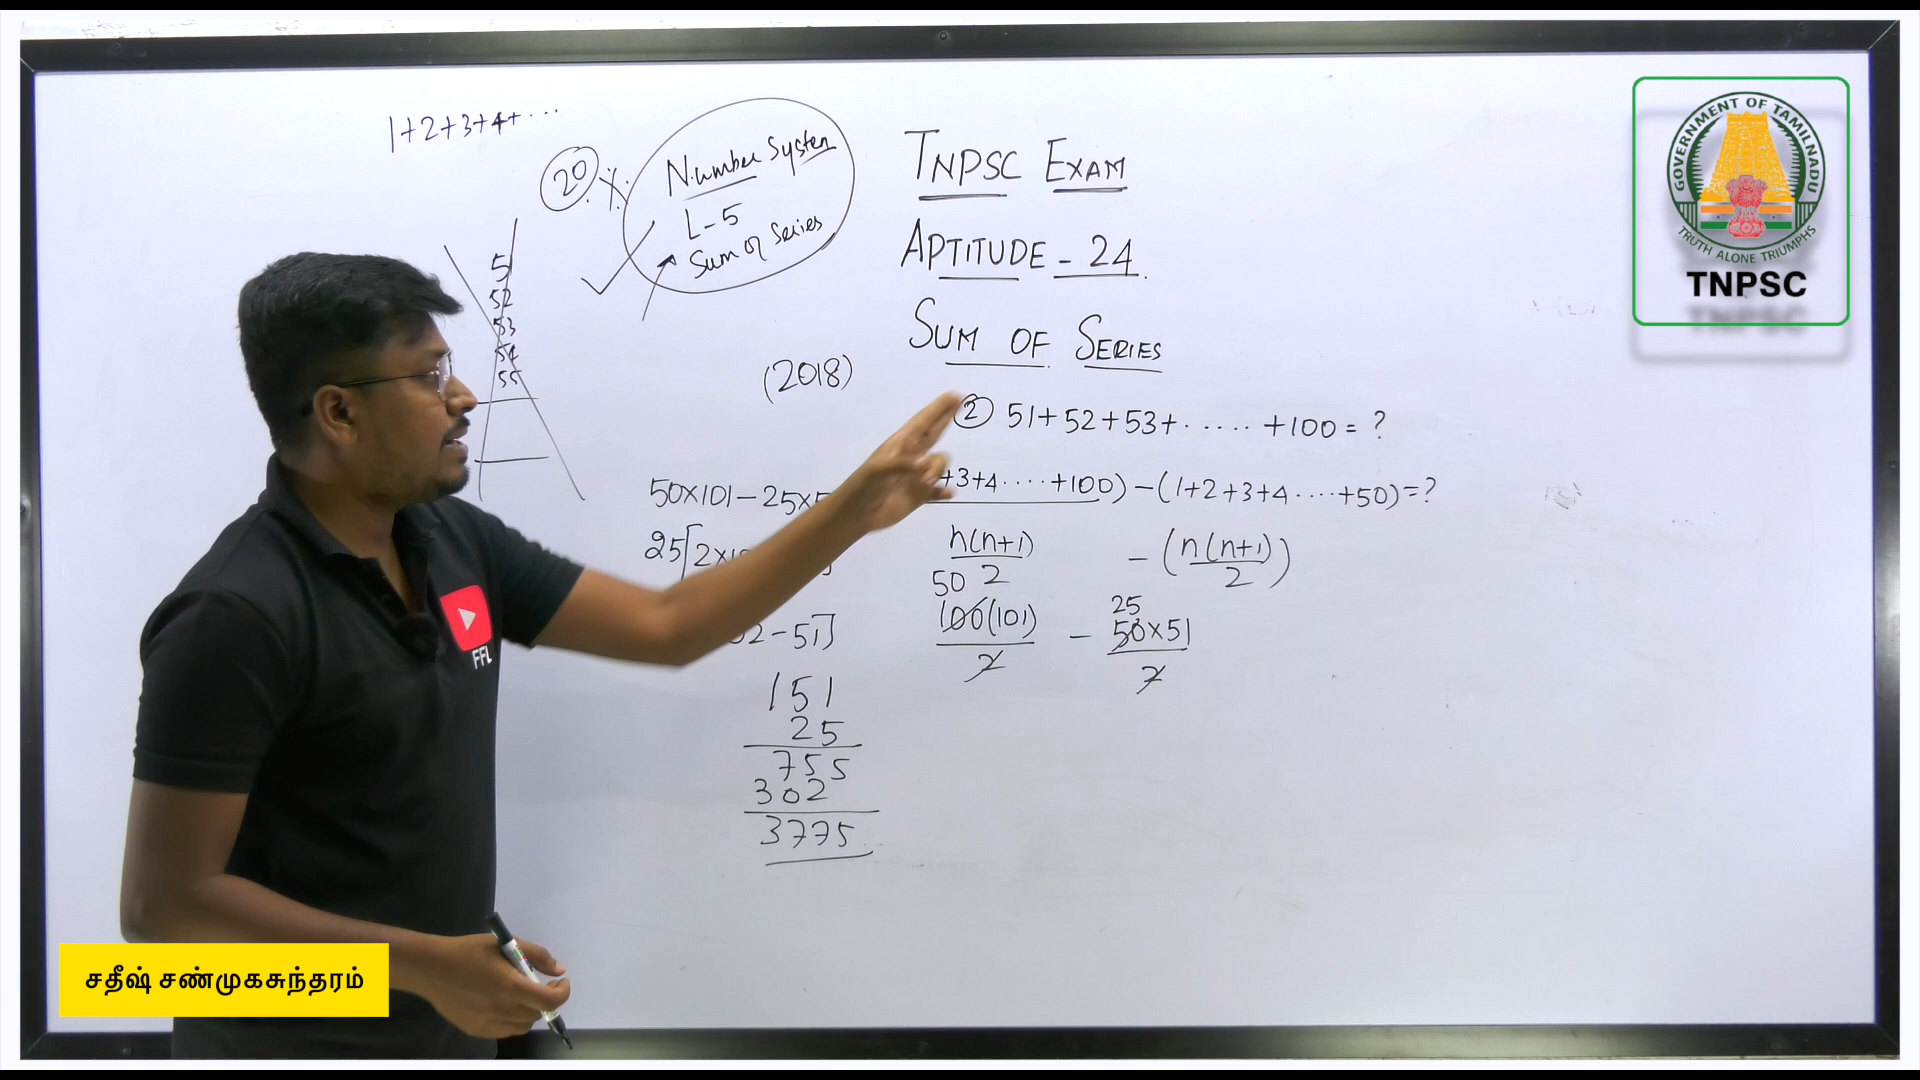 1+2+3+4+...
20
Number System
L-5
Sum of Series
51
52
53
54
55
TNPSC EXAM
APTITUDE - 24
SUM OF SERIES
(2018)
② 51+52+53+.....+100=?
+3+4....+100)-(1+2+3+4....+50)=?
n(n+1)/2 - (n(n+1)/2)
50 25
100(101)/2 - 50×51/2
50×101-25×5
25[2×10
02-51]
151
25
755
302
3775
GOVERNMENT OF TAMILNADU
TRUTH ALONE TRIUMPHS
TNPSC
FFL
சதீஷ் சண்முகசுந்தரம்